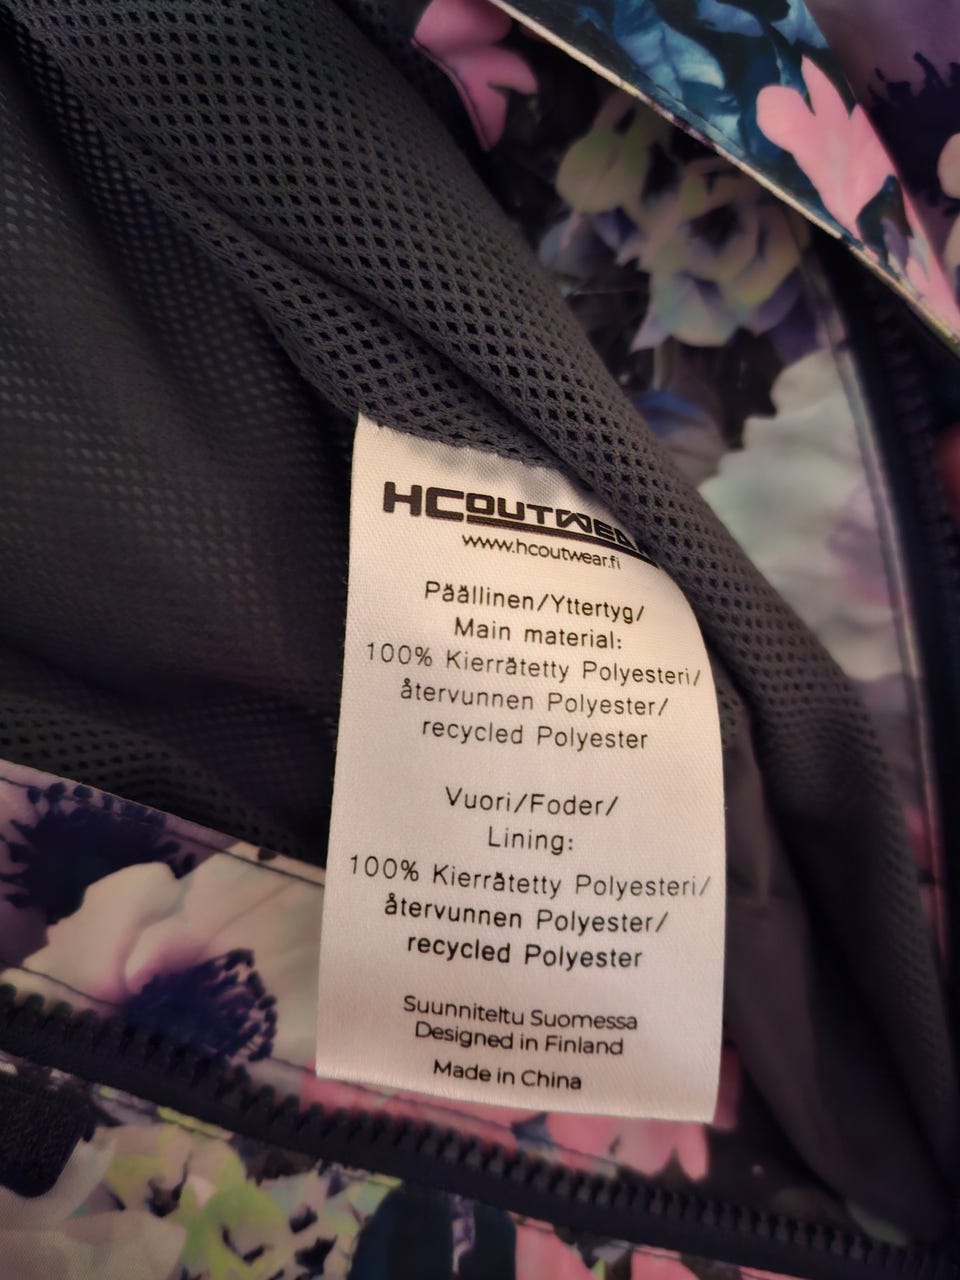 HCOUTWEA
www.hcoutwear.fi
Päällinen/Yttertyg/
Main material:
100% Kierrätetty Polyesteri/
återvunnen Polyester/
recycled Polyester
Vuori/Foder/
Lining:
100% Kierrätetty Polyesteri/
återvunnen Polyester/
recycled Polyester
Suunniteltu Suomessa
Designed in Finland
Made in China